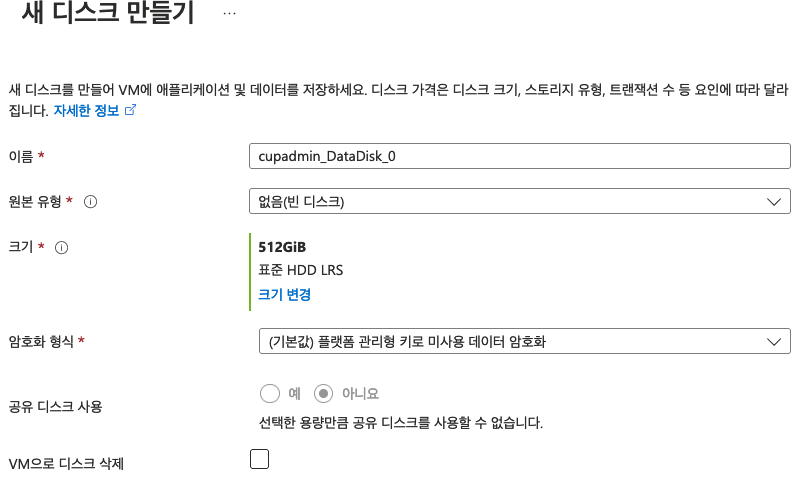 새 디스크 만들기 ...
새 디스크를 만들어 VM에 애플리케이션 및 데이터를 저장하세요. 디스크 가격은 디스크 크기, 스토리지 유형, 트랜잭션 수 등 요인에 따라 달라
집니다. 자세한 정보
이름 * cupadmin_DataDisk_0
원본 유형 * 없음(빈 디스크)
크기 * 512GiB
표준 HDD LRS
크기 변경
암호화 형식 * (기본값) 플랫폼 관리형 키로 미사용 데이터 암호화
공유 디스크 사용 예 아니요
선택한 용량만큼 공유 디스크를 사용할 수 없습니다.
VM으로 디스크 삭제